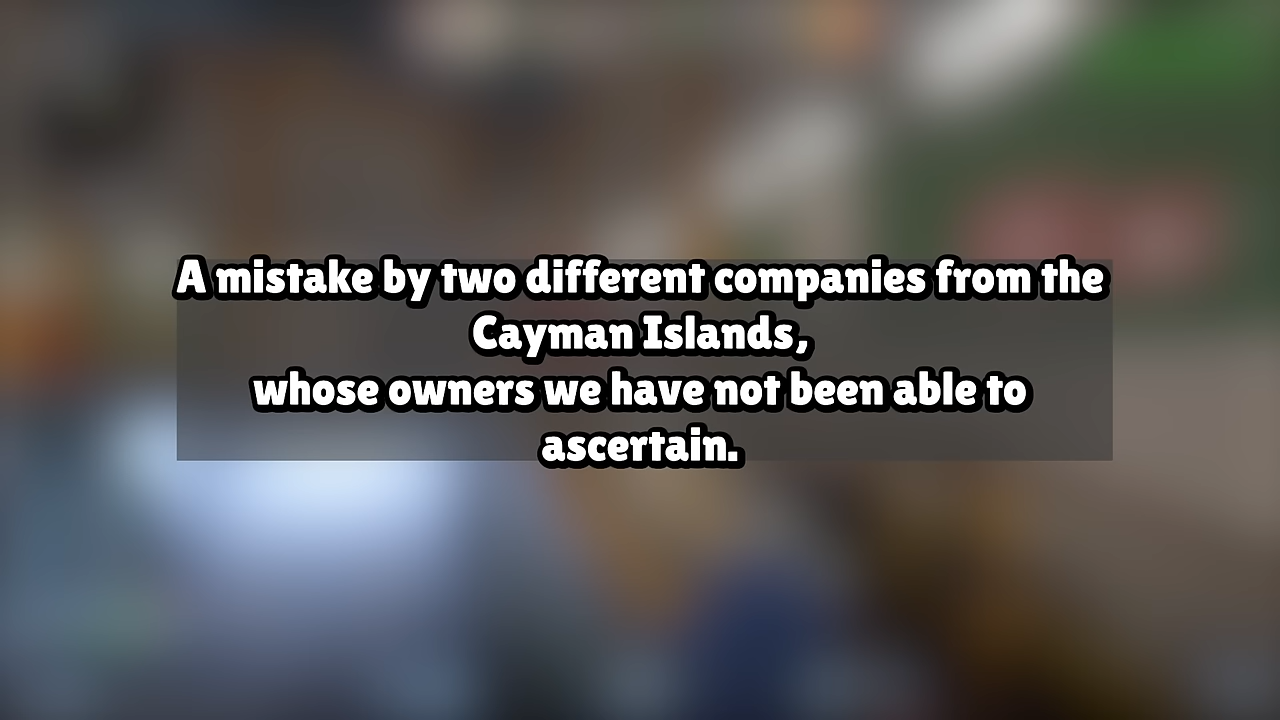 A mistake by two different companies from the
Cayman Islands,
whose owners we have not been able to
ascertain.